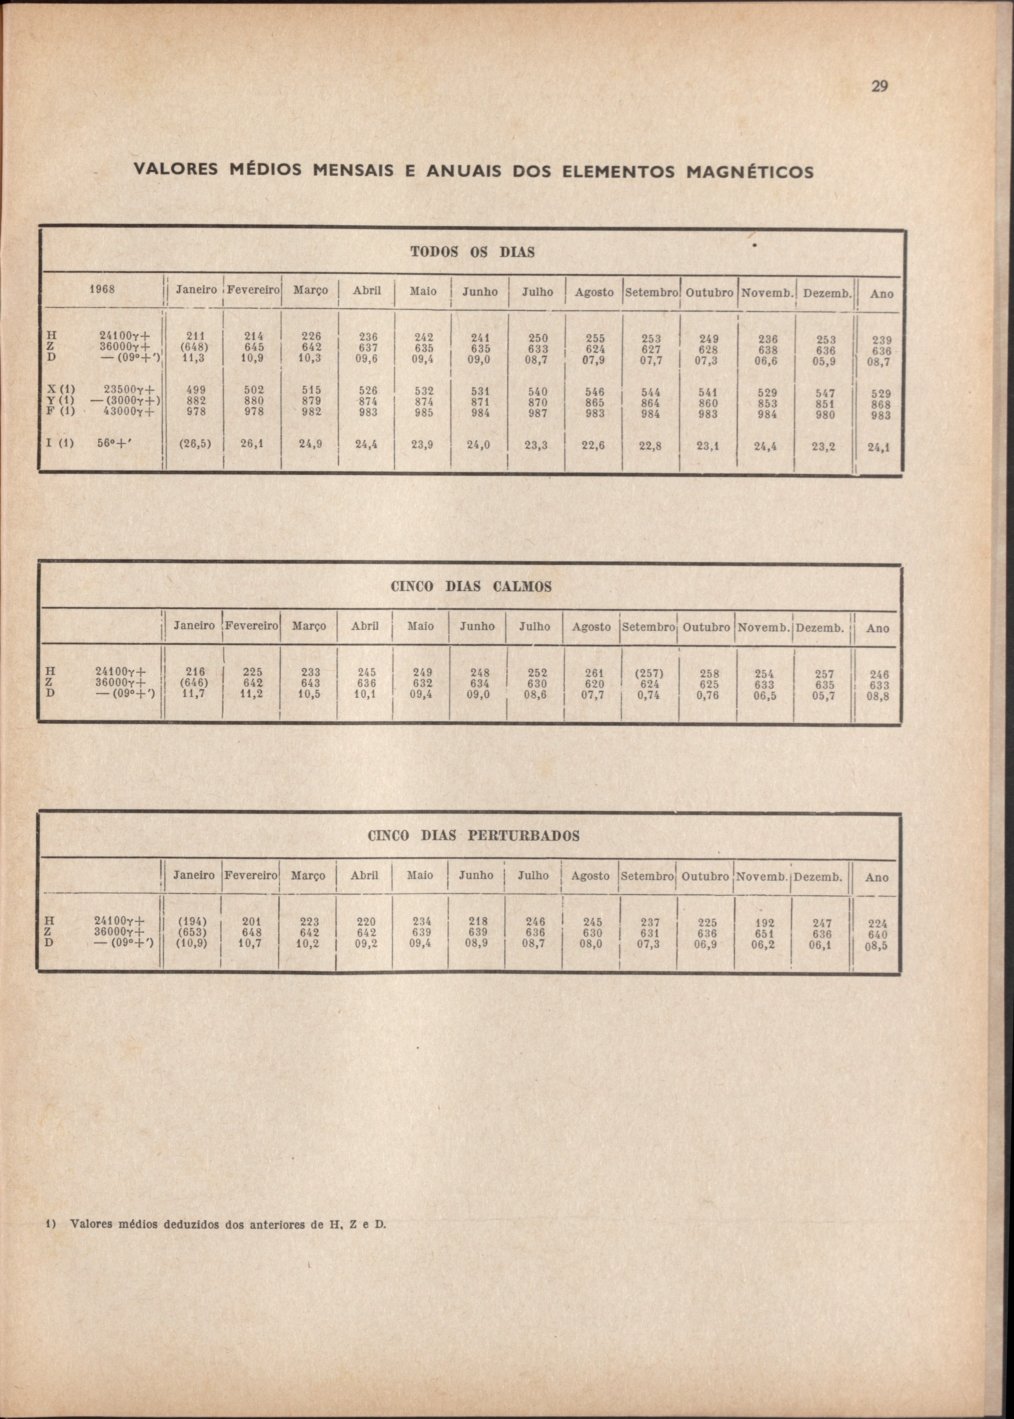 29
VALORES MÉDIOS MENSAIS E ANUAIS DOS ELEMENTOS MAGNÉTICOS
TODOS OS DIAS
1968 Janeiro Fevereiro Março Abril Maio Junho Julho Agosto Setembro Outubro Novemb. Dezemb. Ano
H 24100γ+ 211 214 226 236 242 241 250 255 253 249 236 253 239
Z 36000γ+ (648) 645 642 637 635 635 633 624 627 628 638 636 636
D —(09°+′) 11,3 10,9 10,3 09,6 09,4 09,0 08,7 07,9 07,7 07,3 06,6 05,9 08,7
X (1) 23500γ+ 499 502 515 526 532 531 540 546 544 541 529 547 529
Y (1) —(3000γ+) 882 880 879 874 874 871 870 865 864 860 853 851 868
F (1) 43000γ+ 978 978 982 983 985 984 987 983 984 983 984 980 983
I (1) 56°+′ (26,5) 26,1 24,9 24,4 23,9 24,0 23,3 22,6 22,8 23,1 24,4 23,2 24,1
CINCO DIAS CALMOS
Janeiro Fevereiro Março Abril Maio Junho Julho Agosto Setembro Outubro Novemb. Dezemb. Ano
H 24100γ+ 216 225 233 245 249 248 252 261 (257) 258 254 257 246
Z 36000γ+ (646) 642 643 636 632 634 630 620 624 625 633 635 633
D —(09°+′) 11,7 11,2 10,5 10,1 09,4 09,0 08,6 07,7 0,74 0,76 06,5 05,7 08,8
CINCO DIAS PERTURBADOS
Janeiro Fevereiro Março Abril Maio Junho Julho Agosto Setembro Outubro Novemb. Dezemb. Ano
H 24100γ+ (194) 201 223 220 234 218 246 245 237 225 192 247 224
Z 36000γ+ (653) 648 642 642 639 639 636 630 631 636 651 636 640
D —(09°+′) (10,9) 10,7 10,2 09,2 09,4 08,9 08,7 08,0 07,3 06,9 06,2 06,1 08,5
1) Valores médios deduzidos dos anteriores de H, Z e D.